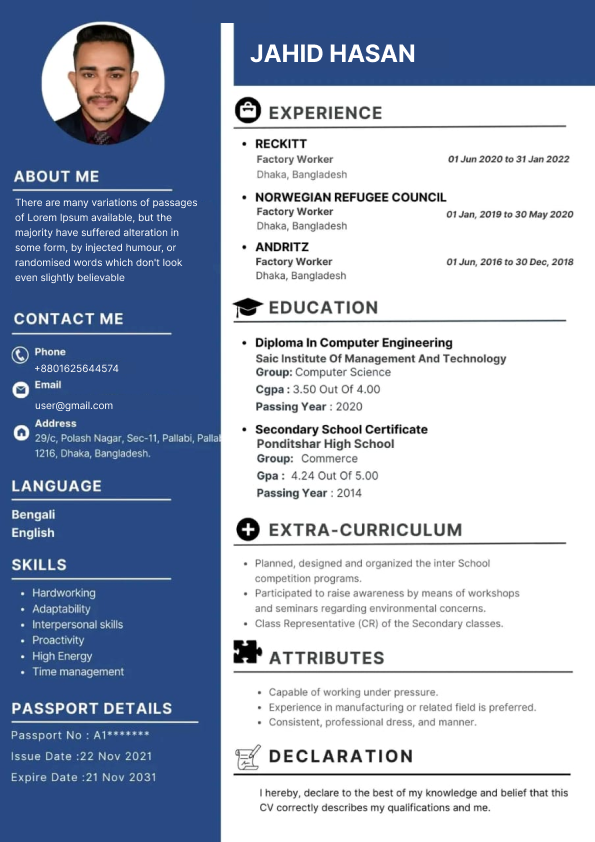 JAHID HASAN
ABOUT ME
There are many variations of passages
of Lorem Ipsum available, but the
majority have suffered alteration in
some form, by injected humour, or
randomised words which don't look
even slightly believable
CONTACT ME
Phone
+8801625644574
Email
user@gmail.com
Address
29/c, Polash Nagar, Sec-11, Pallabi, Pallab
1216, Dhaka, Bangladesh.
LANGUAGE
Bengali
English
SKILLS
• Hardworking
• Adaptability
• Interpersonal skills
• Proactivity
• High Energy
• Time management
PASSPORT DETAILS
Passport No : A1*******
Issue Date :22 Nov 2021
Expire Date :21 Nov 2031
EXPERIENCE
• RECKITT
Factory Worker 01 Jun 2020 to 31 Jan 2022
Dhaka, Bangladesh
• NORWEGIAN REFUGEE COUNCIL
Factory Worker 01 Jan, 2019 to 30 May 2020
Dhaka, Bangladesh
• ANDRITZ
Factory Worker 01 Jun, 2016 to 30 Dec, 2018
Dhaka, Bangladesh
EDUCATION
• Diploma In Computer Engineering
Saic Institute Of Management And Technology
Group: Computer Science
Cgpa : 3.50 Out Of 4.00
Passing Year : 2020
• Secondary School Certificate
Ponditshar High School
Group: Commerce
Gpa : 4.24 Out Of 5.00
Passing Year : 2014
EXTRA-CURRICULUM
• Planned, designed and organized the inter School
competition programs.
• Participated to raise awareness by means of workshops
and seminars regarding environmental concerns.
• Class Representative (CR) of the Secondary classes.
ATTRIBUTES
• Capable of working under pressure.
• Experience in manufacturing or related field is preferred.
• Consistent, professional dress, and manner.
DECLARATION
I hereby, declare to the best of my knowledge and belief that this
CV correctly describes my qualifications and me.